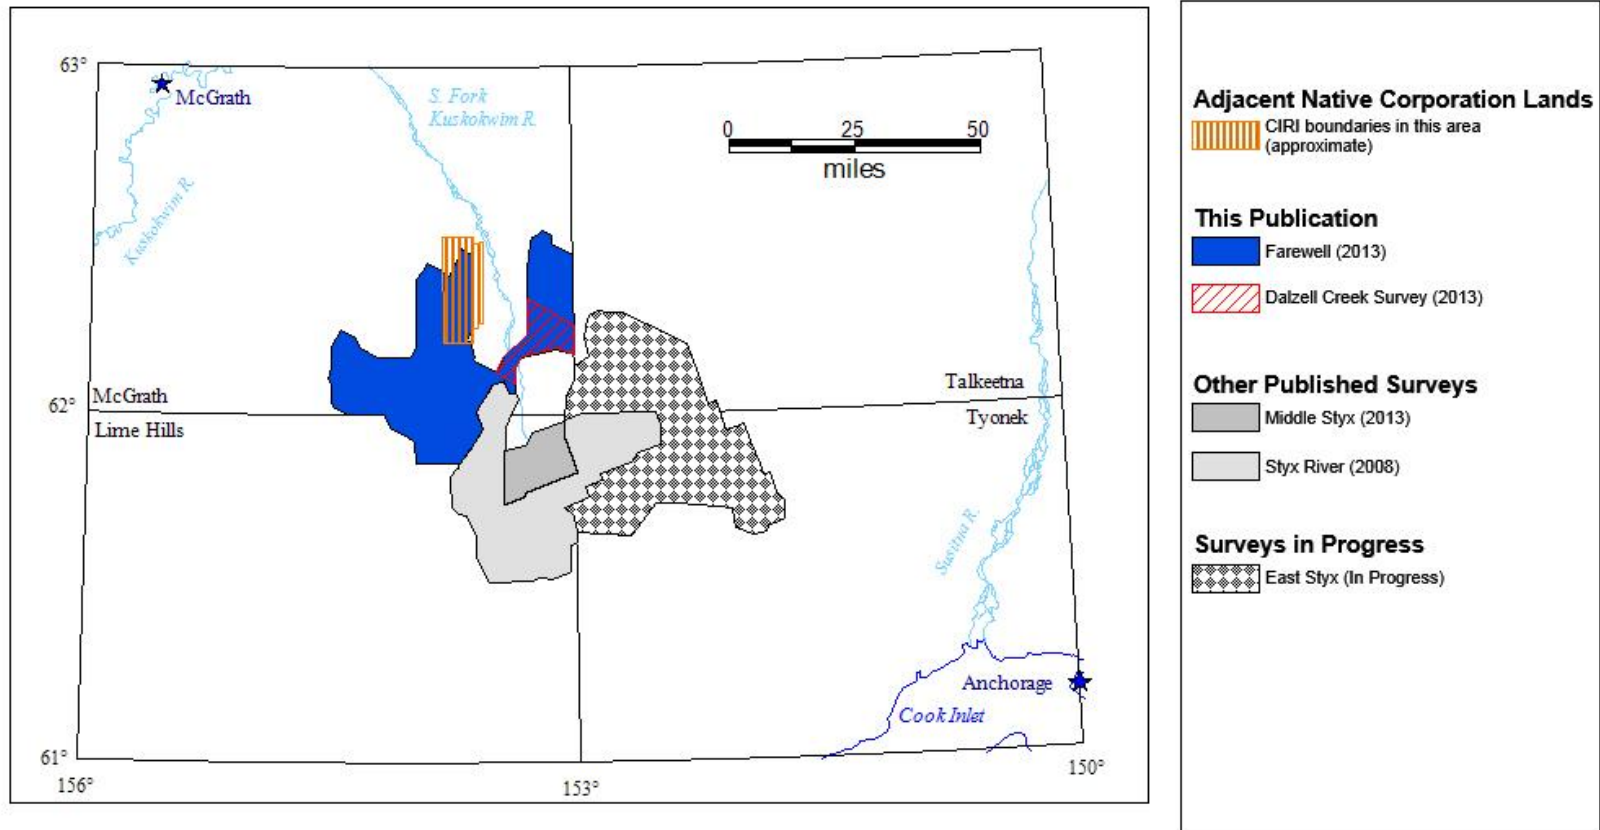 63°
McGrath
S. Fork
Kuskokwim R.
0 25 50
miles
Kuskokwim R.
McGrath
62°
Lime Hills
Talkeetna
Tyonek
Susitna R.
Anchorage
Cook Inlet
61°
156°
153°
150°
Adjacent Native Corporation Lands
CIRI boundaries in this area
(approximate)
This Publication
Farewell (2013)
Dalzell Creek Survey (2013)
Other Published Surveys
Middle Styx (2013)
Styx River (2008)
Surveys in Progress
East Styx (In Progress)